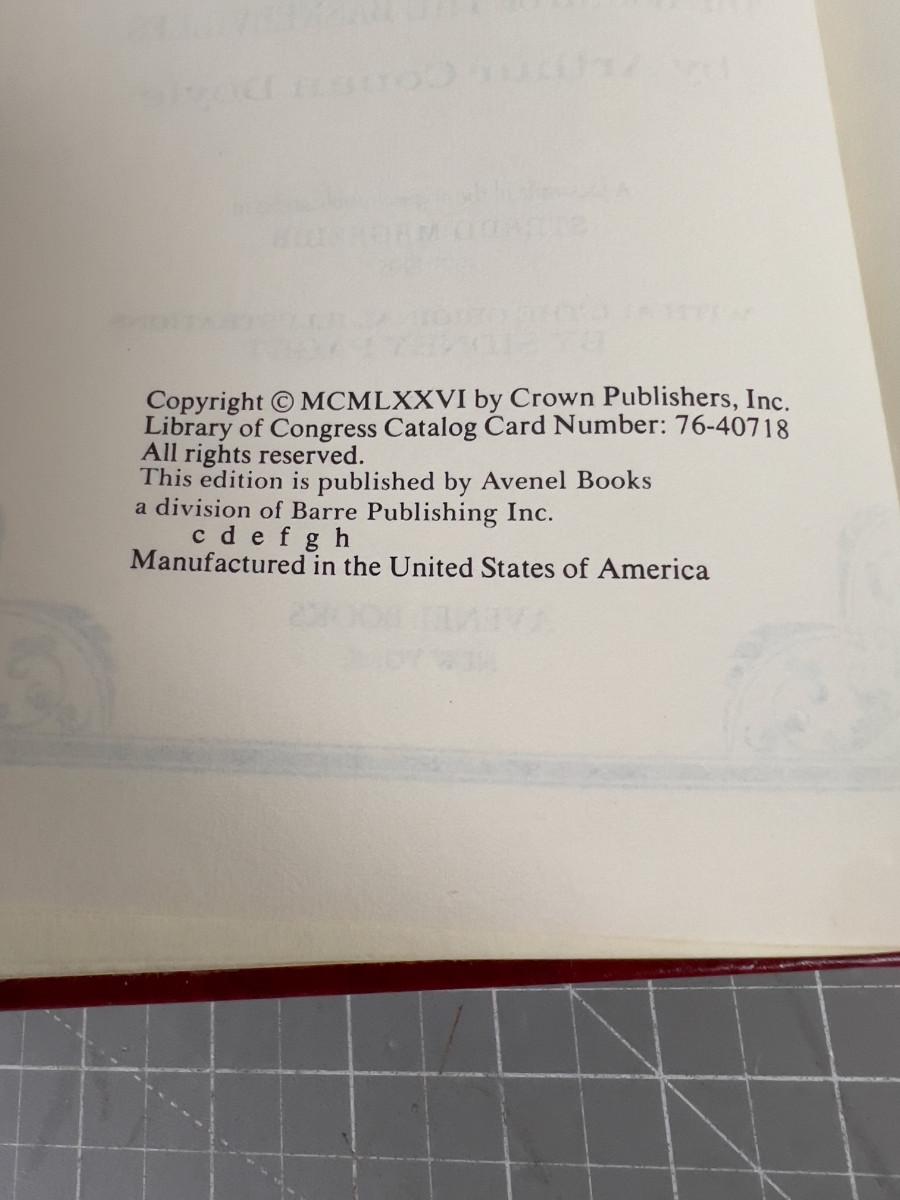 Copyright © MCMLXXVI by Crown Publishers, Inc.
Library of Congress Catalog Card Number: 76-40718
All rights reserved.
This edition is published by Avenel Books
a division of Barre Publishing Inc.
c d e f g h
Manufactured in the United States of America